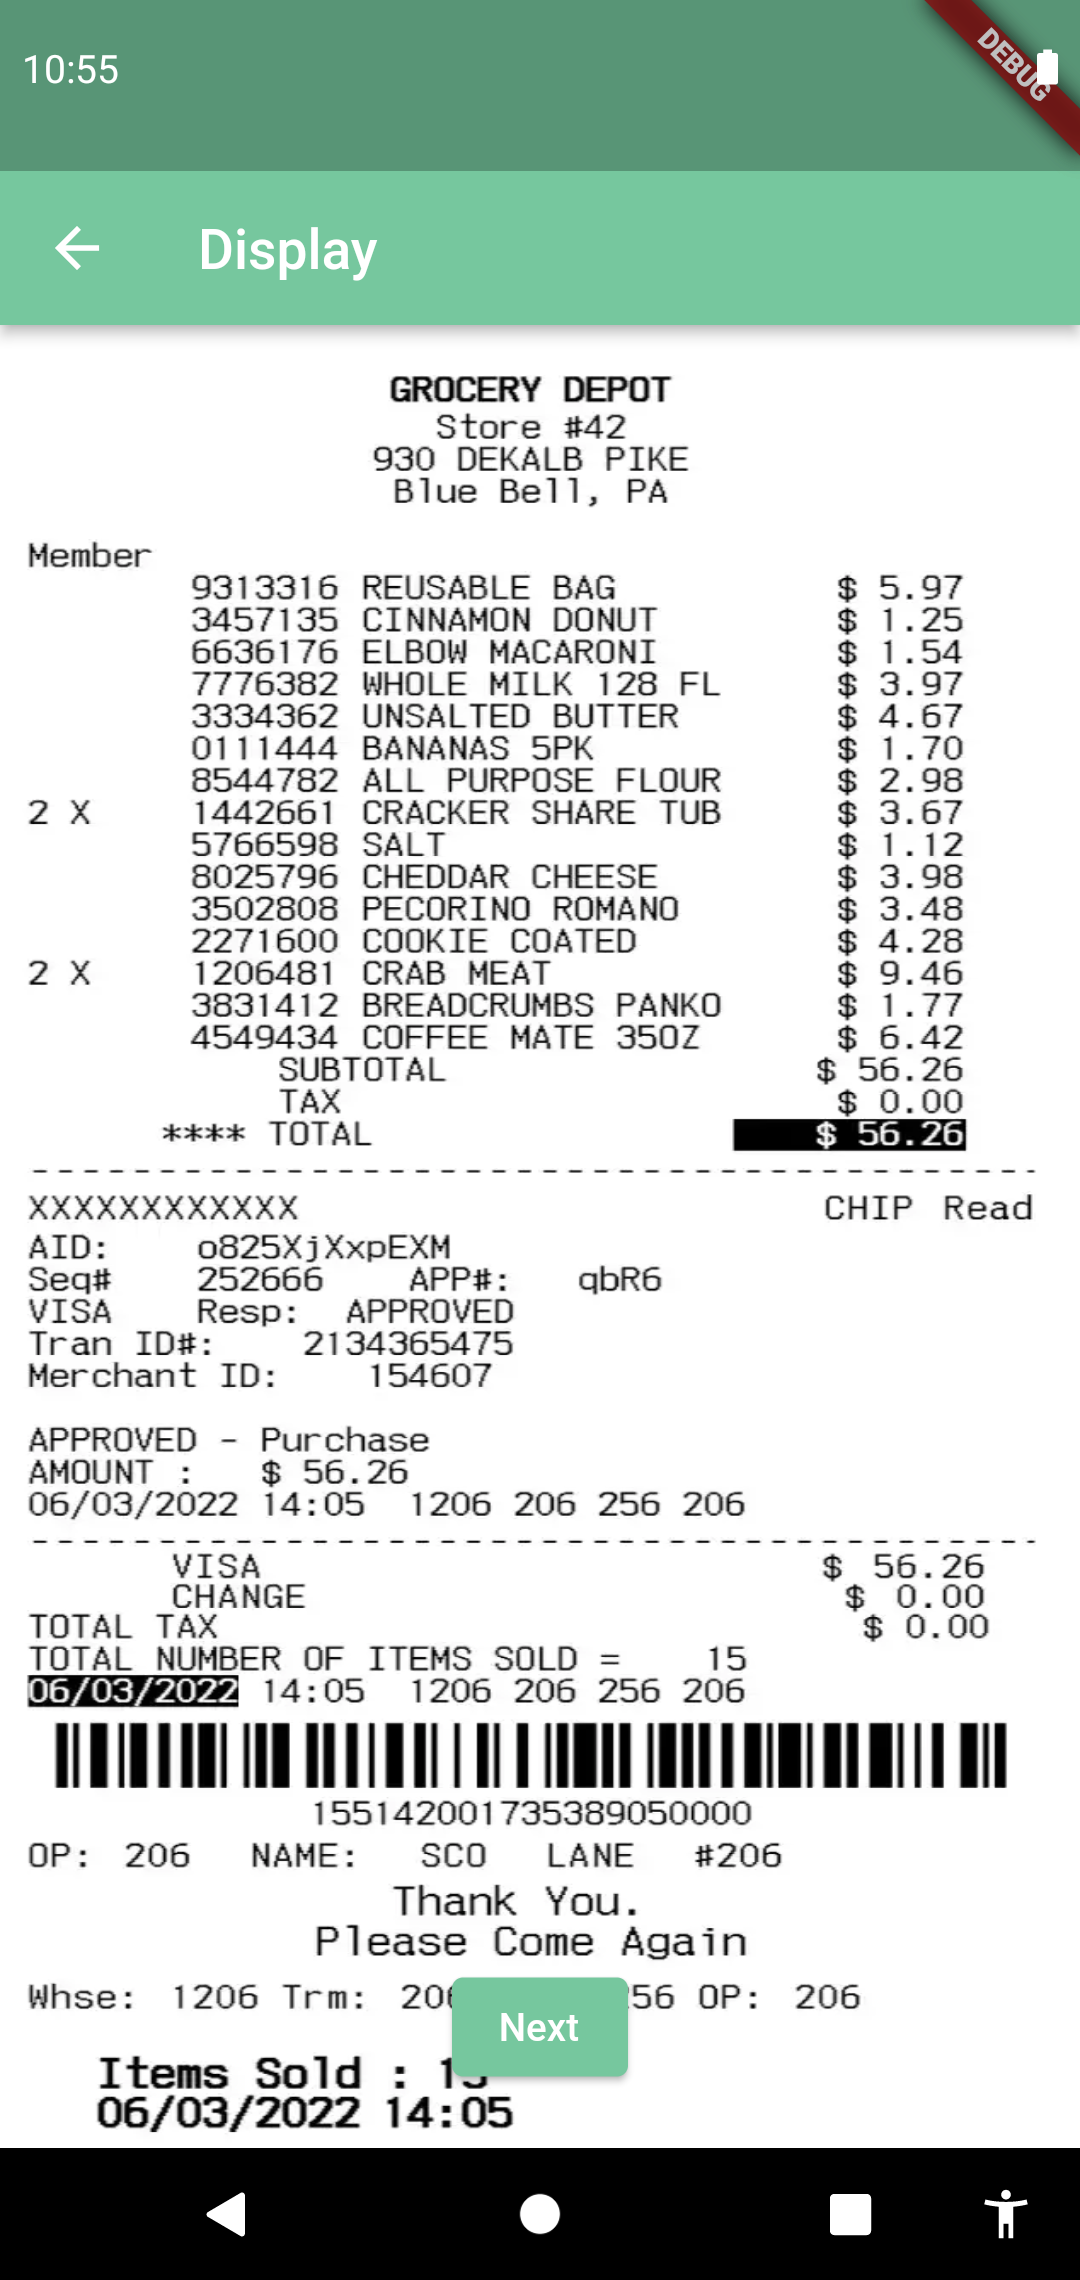 10:55
DEBUG
Display
GROCERY DEPOT
Store #42
930 DEKALB PIKE
Blue Bell, PA
Member
9313316 REUSABLE BAG $ 5.97
3457135 CINNAMON DONUT $ 1.25
6636176 ELBOW MACARONI $ 1.54
7776382 WHOLE MILK 128 FL $ 3.97
3334362 UNSALTED BUTTER $ 4.67
0111444 BANANAS 5PK $ 1.70
8544782 ALL PURPOSE FLOUR $ 2.98
2 X 1442661 CRACKER SHARE TUB $ 3.67
5766598 SALT $ 1.12
8025796 CHEDDAR CHEESE $ 3.98
3502808 PECORINO ROMANO $ 3.48
2271600 COOKIE COATED $ 4.28
2 X 1206481 CRAB MEAT $ 9.46
3831412 BREADCRUMBS PANKO $ 1.77
4549434 COFFEE MATE 35OZ $ 6.42
SUBTOTAL $ 56.26
TAX $ 0.00
**** TOTAL $ 56.26
XXXXXXXXXXXX CHIP Read
AID: o825XjXxpEXM
Seq# 252666 APP#: qbR6
VISA Resp: APPROVED
Tran ID#: 2134365475
Merchant ID: 154607
APPROVED - Purchase
AMOUNT : $ 56.26
06/03/2022 14:05 1206 206 256 206
VISA $ 56.26
CHANGE $ 0.00
TOTAL TAX $ 0.00
TOTAL NUMBER OF ITEMS SOLD = 15
06/03/2022 14:05 1206 206 256 206
155142001735389050000
OP: 206 NAME: SCO LANE #206
Thank You.
Please Come Again
Whse: 1206 Trm: OP: 206
Next
Items Sold :
06/03/2022 14:05